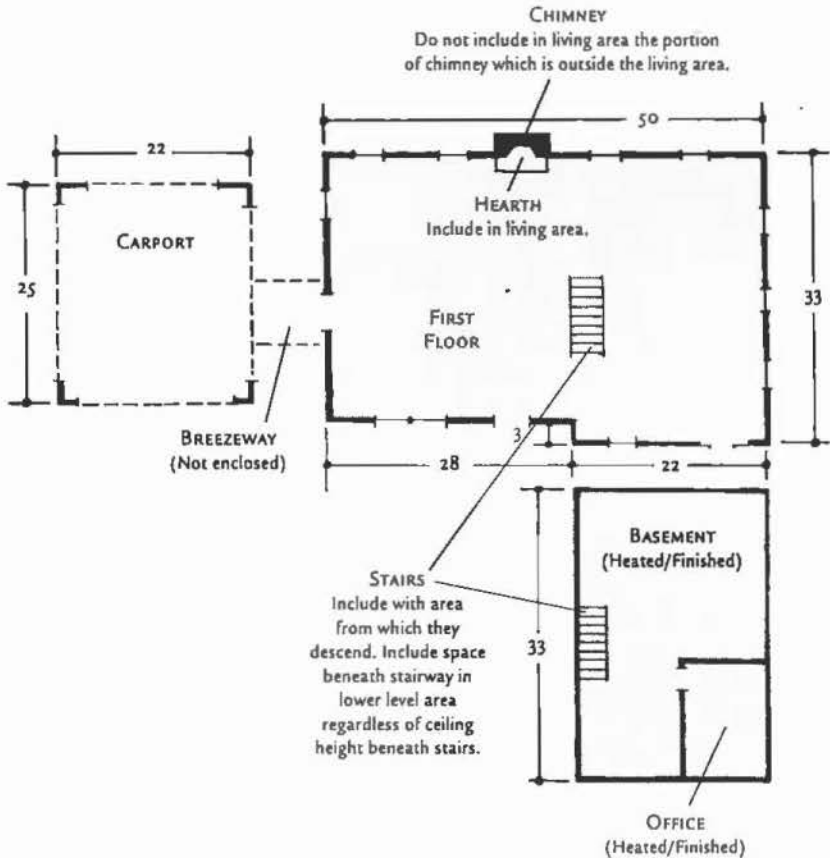 CHIMNEY
Do not include in living area the portion
of chimney which is outside the living area.
50
22
HEARTH
Include in living area.
CARPORT
25
33
FIRST
FLOOR
BREEZEWAY
(Not enclosed)
3
28
22
BASEMENT
(Heated/Finished)
STAIRS
Include with area
from which they
descend. Include space
beneath stairway in
lower level area
regardless of ceiling
height beneath stairs.
33
OFFICE
(Heated/Finished)